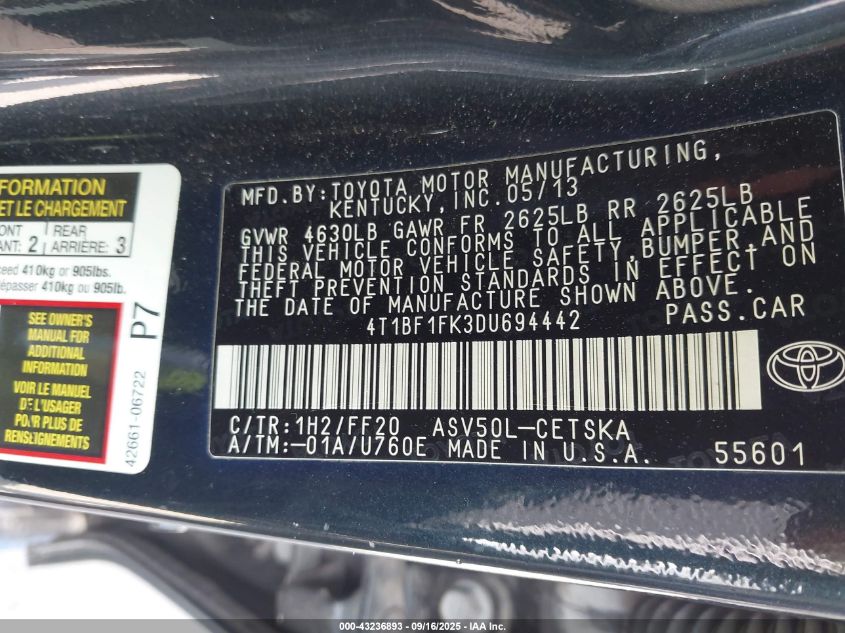 FORMATION
ET LE CHARGEMENT
ONT
ANT: 2
REAR
ARRIÈRE: 3
ceed 410kg or 905lbs.
dépasser 410kg ou 905lb.
SEE OWNER'S
MANUAL FOR
ADDITIONAL
INFORMATION
VOIR LE MANUEL
DE L'USAGER
POUR PLUS DE
RENSEIGNEMENTS
P7
42661-06722
MFD.BY:TOYOTA MOTOR MANUFACTURING,
KENTUCKY, INC. 05/13
GVWR 4630LB GAWR FR 2625LB RR 2625LB
THIS VEHICLE CONFORMS TO ALL APPLICABLE
FEDERAL MOTOR VEHICLE SAFETY,BUMPER,AND
THEFT PREVENTION STANDARDS IN EFFECT ON
THE DATE OF MANUFACTURE SHOWN ABOVE.
4T1BF1FK3DU694442 PASS.CAR
C/TR:1H2/FF20 ASV50L-CETSKA
A/TM:-01A/U760E MADE IN U.S.A. 55601
000-43236893 - 09/16/2025 - IAA Inc.